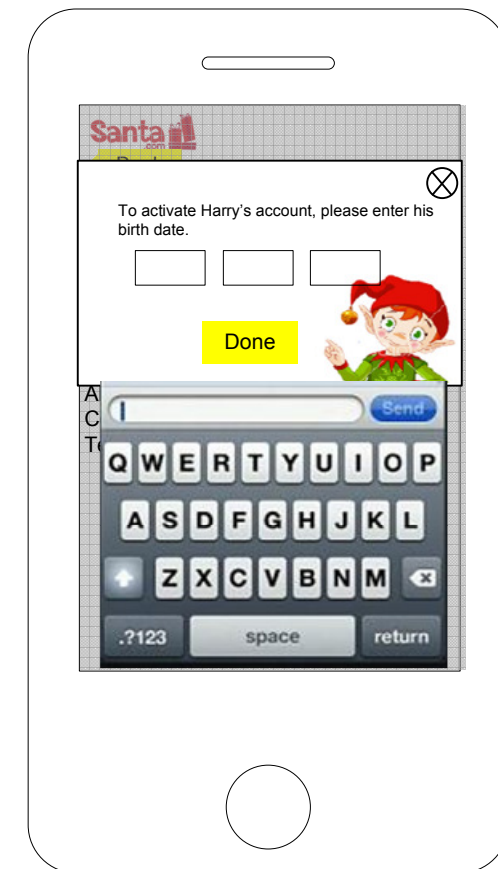 Santa
.com
To activate Harry's account, please enter his
birth date.
Done
A
C
Send
Q W E R T Y U I O P
A S D F G H J K L
Z X C V B N M
.?123 space return